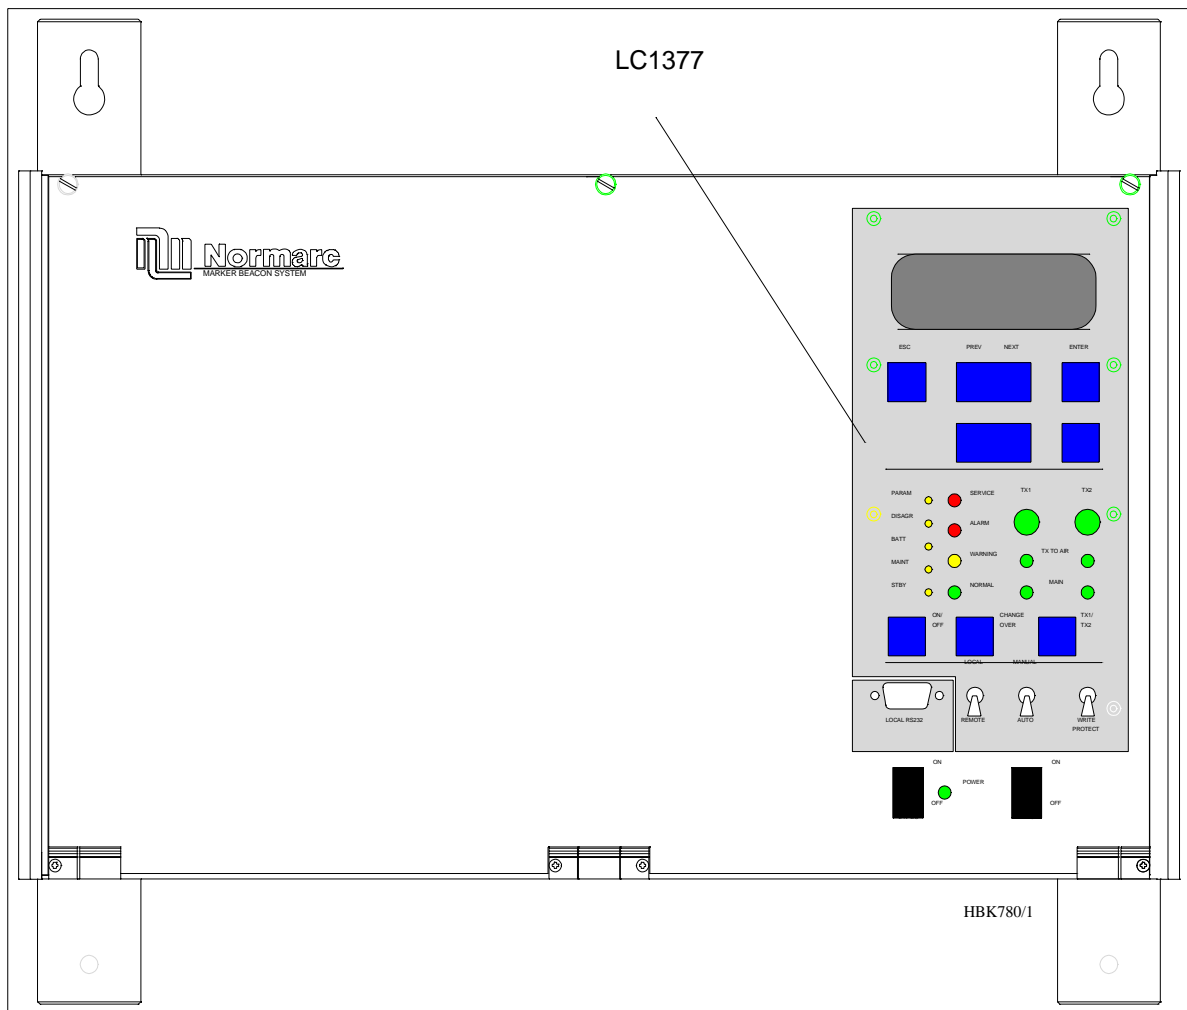 LC1377
Normarc
MARKER BEACON SYSTEM
ESC PREV NEXT ENTER
PARAM SERVICE TX1 TX2
DISAGR ALARM
BATT
WARNING TX TO AIR
MAINT
STBY NORMAL MAIN
ON/ CHANGE TX1/
OFF OVER TX2
LOCAL MANUAL
LOCAL RS232 REMOTE AUTO WRITE
PROTECT
ON ON
POWER
OFF OFF
HBK780/1